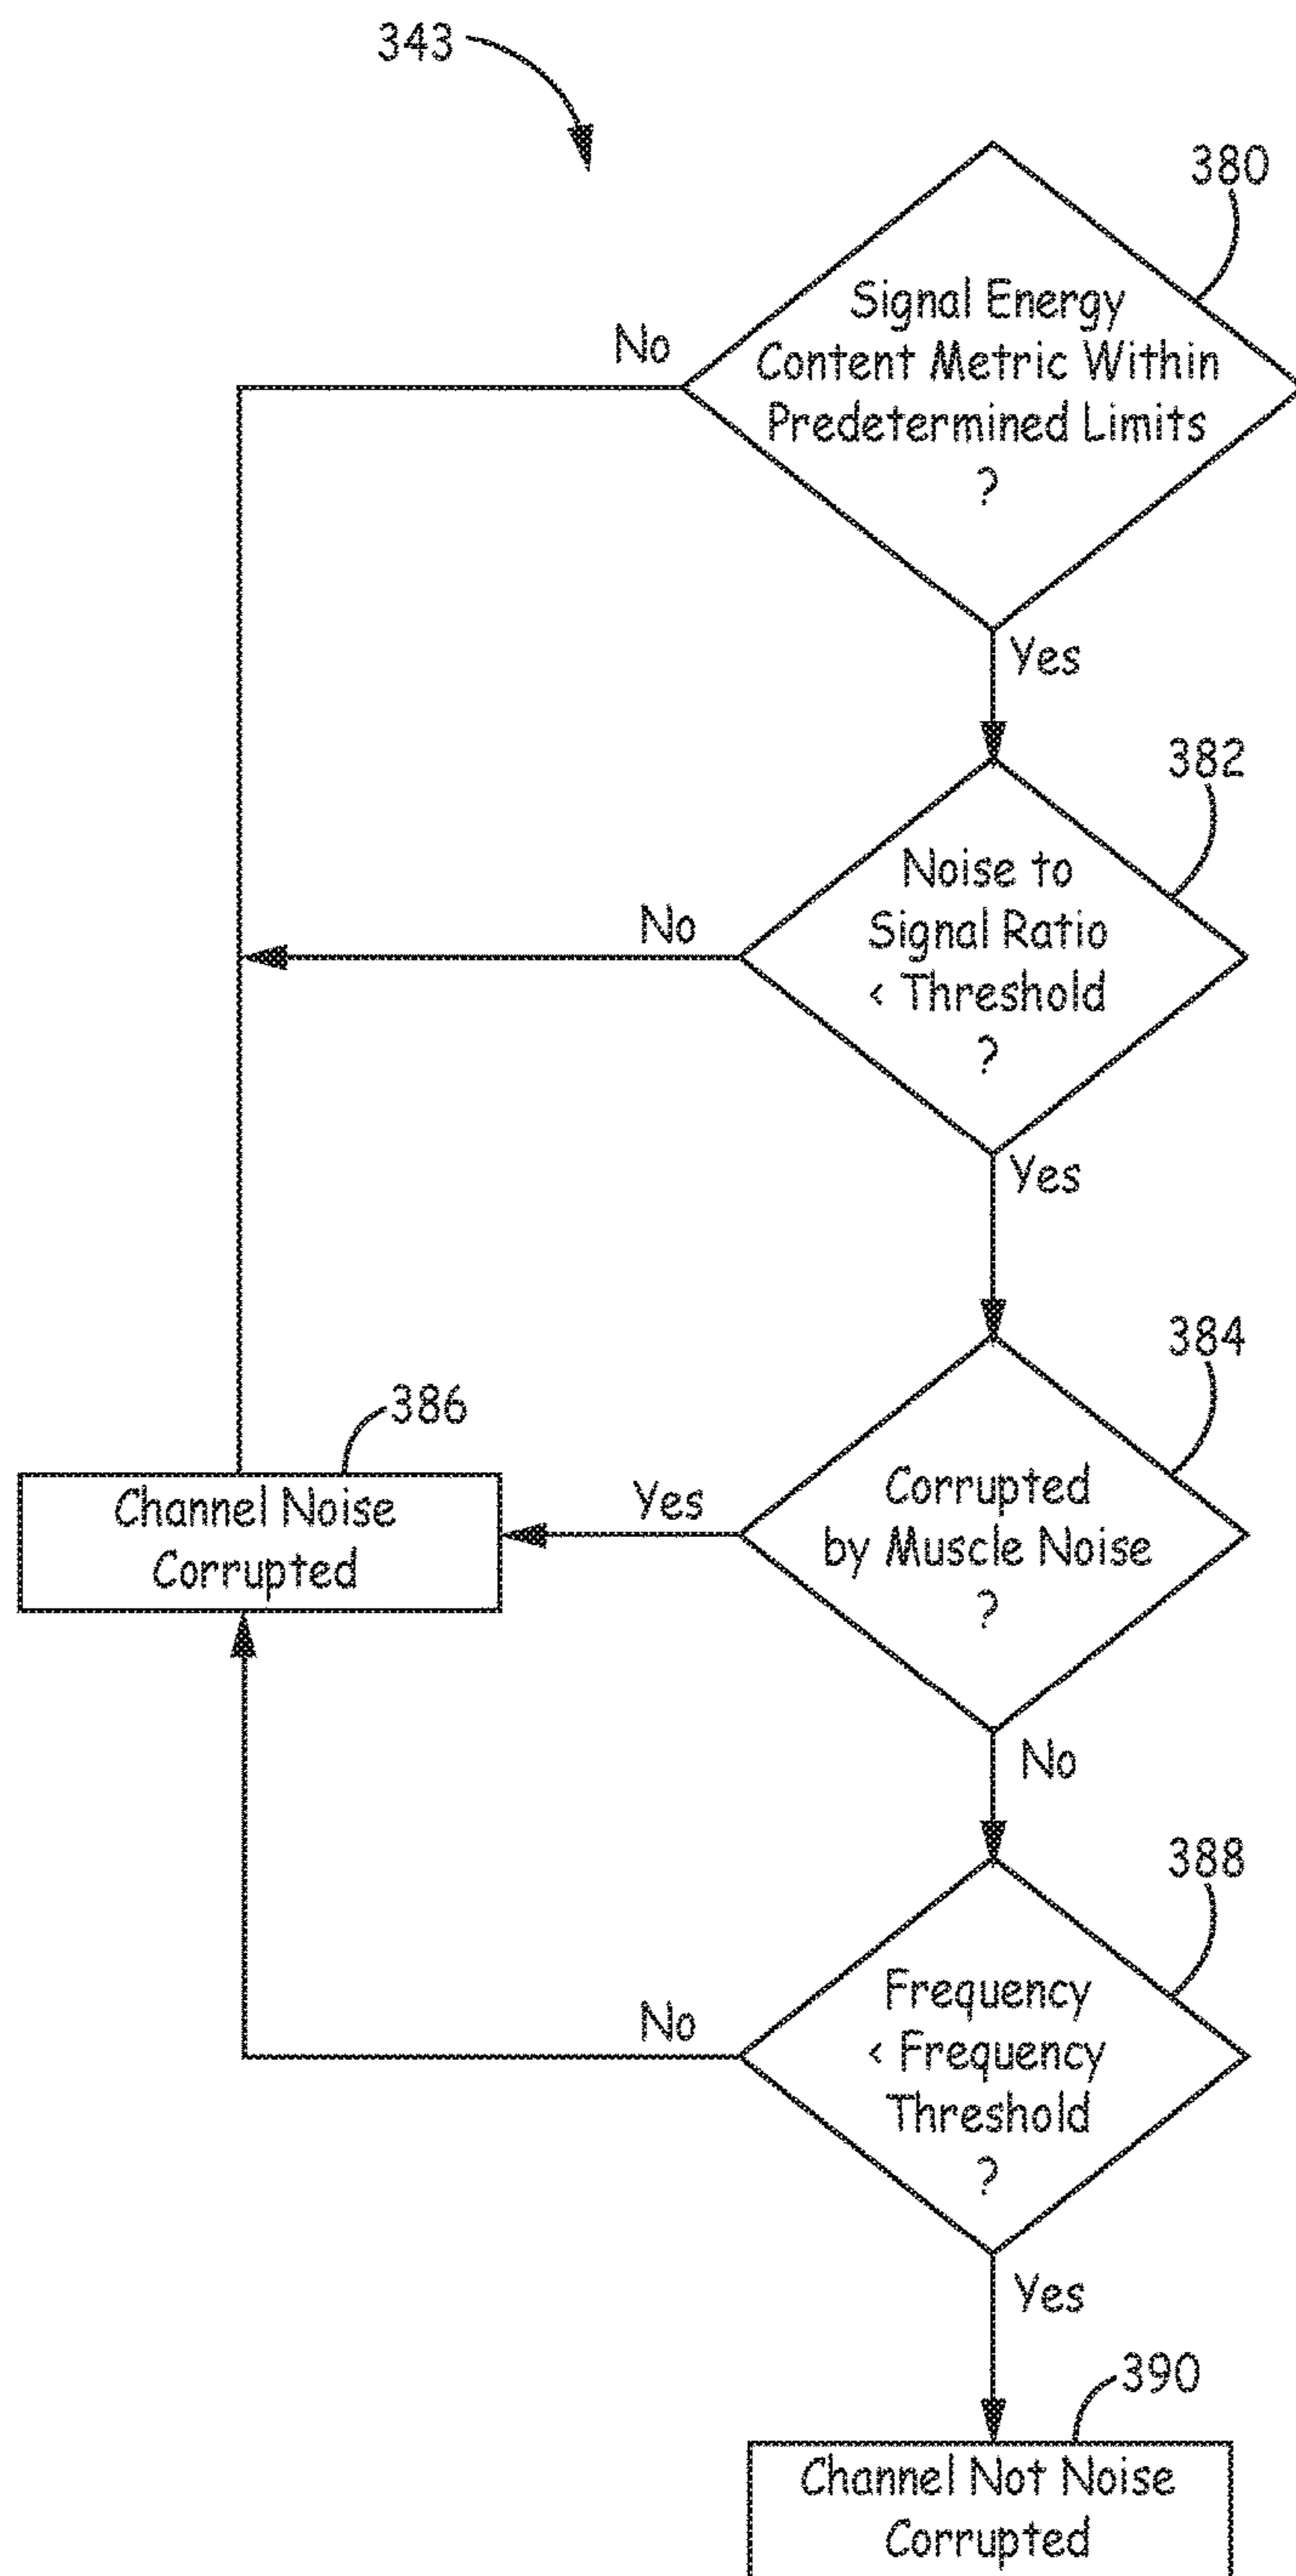 343
380
Signal Energy
Content Metric Within
Predetermined Limits
?
No
Yes
382
Noise to
Signal Ratio
< Threshold
?
No
Yes
384
386
Channel Noise
Corrupted
Yes
Corrupted
by Muscle Noise
?
No
388
Frequency
< Frequency
Threshold
?
No
Yes
390
Channel Not Noise
Corrupted